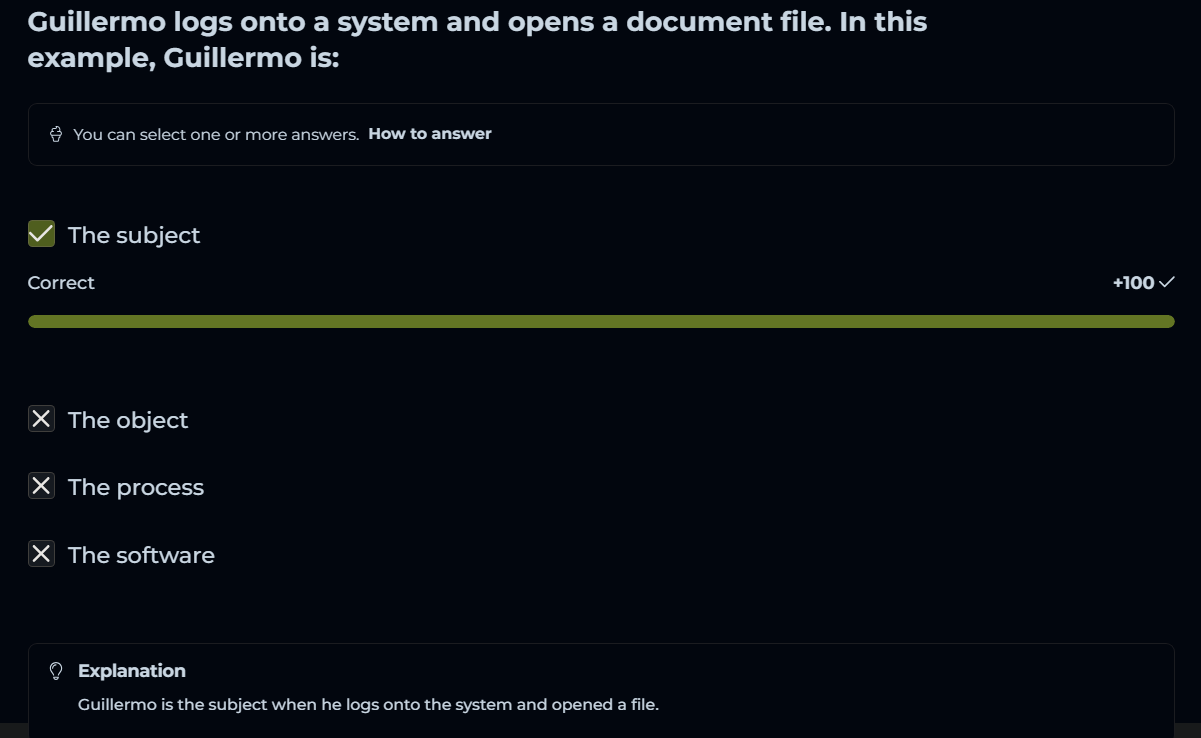 Guillermo logs onto a system and opens a document file. In this
example, Guillermo is:
You can select one or more answers. How to answer
The subject
Correct
+100
The object
The process
The software
Explanation
Guillermo is the subject when he logs onto the system and opened a file.